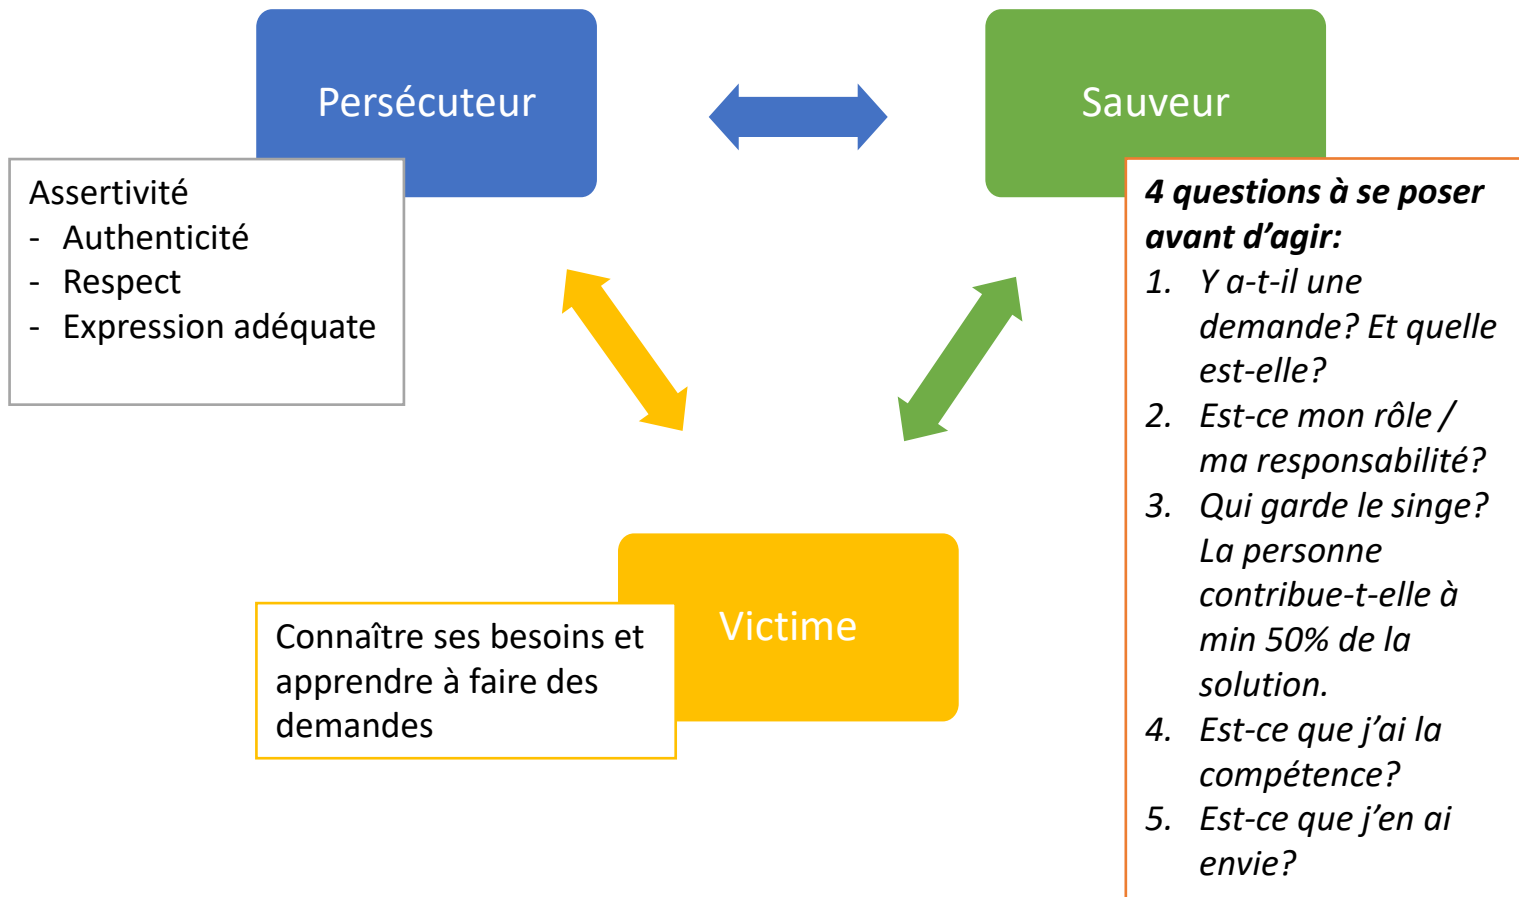 Persécuteur
Sauveur
Assertivité
- Authenticité
- Respect
- Expression adéquate
4 questions à se poser
avant d’agir:
1. Y a-t-il une
demande? Et quelle
est-elle?
2. Est-ce mon rôle /
ma responsabilité?
3. Qui garde le singe?
La personne
contribue-t-elle à
min 50% de la
solution.
4. Est-ce que j’ai la
compétence?
5. Est-ce que j’en ai
envie?
Victime
Connaître ses besoins et
apprendre à faire des
demandes